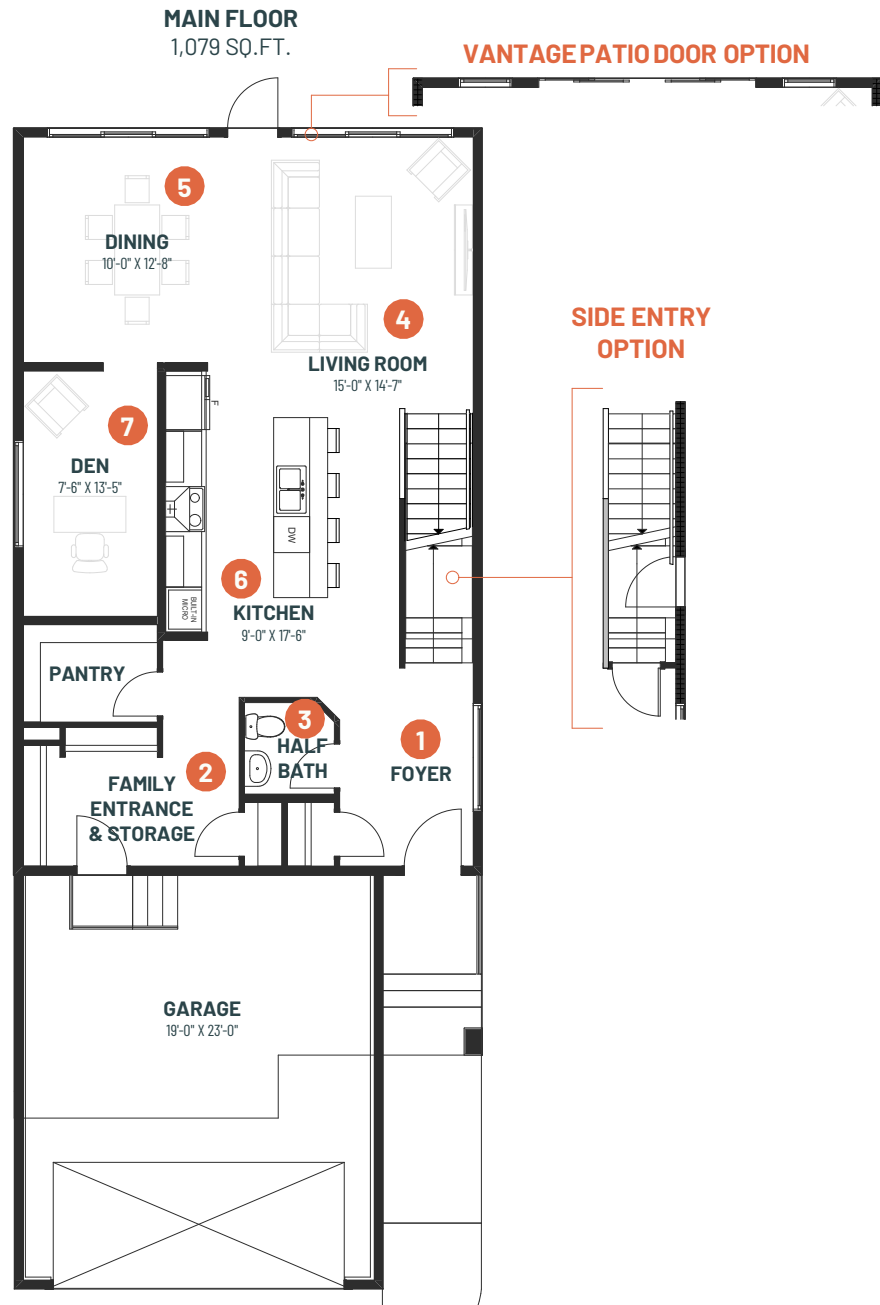 MAIN FLOOR
1,079 SQ.FT.
VANTAGE PATIO DOOR OPTION
5
DINING
10'-0" X 12'-8"
4
LIVING ROOM
15'-0" X 14'-7"
SIDE ENTRY
OPTION
F
7
DEN
7'-6" X 13'-5"
DW
6
KITCHEN
9'-0" X 17'-6"
BUILT-IN
MICRO
PANTRY
3
HALF
BATH
1
FOYER
2
FAMILY
ENTRANCE
& STORAGE
GARAGE
19'-0" X 23'-0"